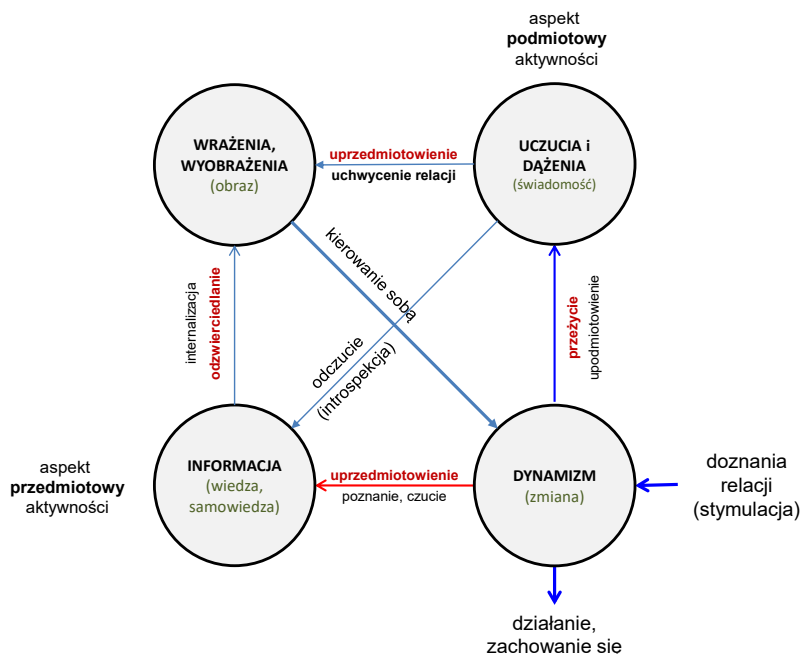 aspekt
podmiotowy
aktywności
WRAŻENIA,
WYOBRAŻENIA
(obraz)
uprzedmiotowienie
uchwycenie relacji
UCZUCIA i
DĄŻENIA
(świadomość)
kierowanie sobą
internalizacja
odzwierciedlanie
odczucie
(introspekcja)
przeżycie
upodmiotowienie
aspekt
przedmiotowy
aktywności
INFORMACJA
(wiedza,
samowiedza)
uprzedmiotowienie
poznanie, czucie
DYNAMIZM
(zmiana)
doznania
relacji
(stymulacja)
działanie,
zachowanie się